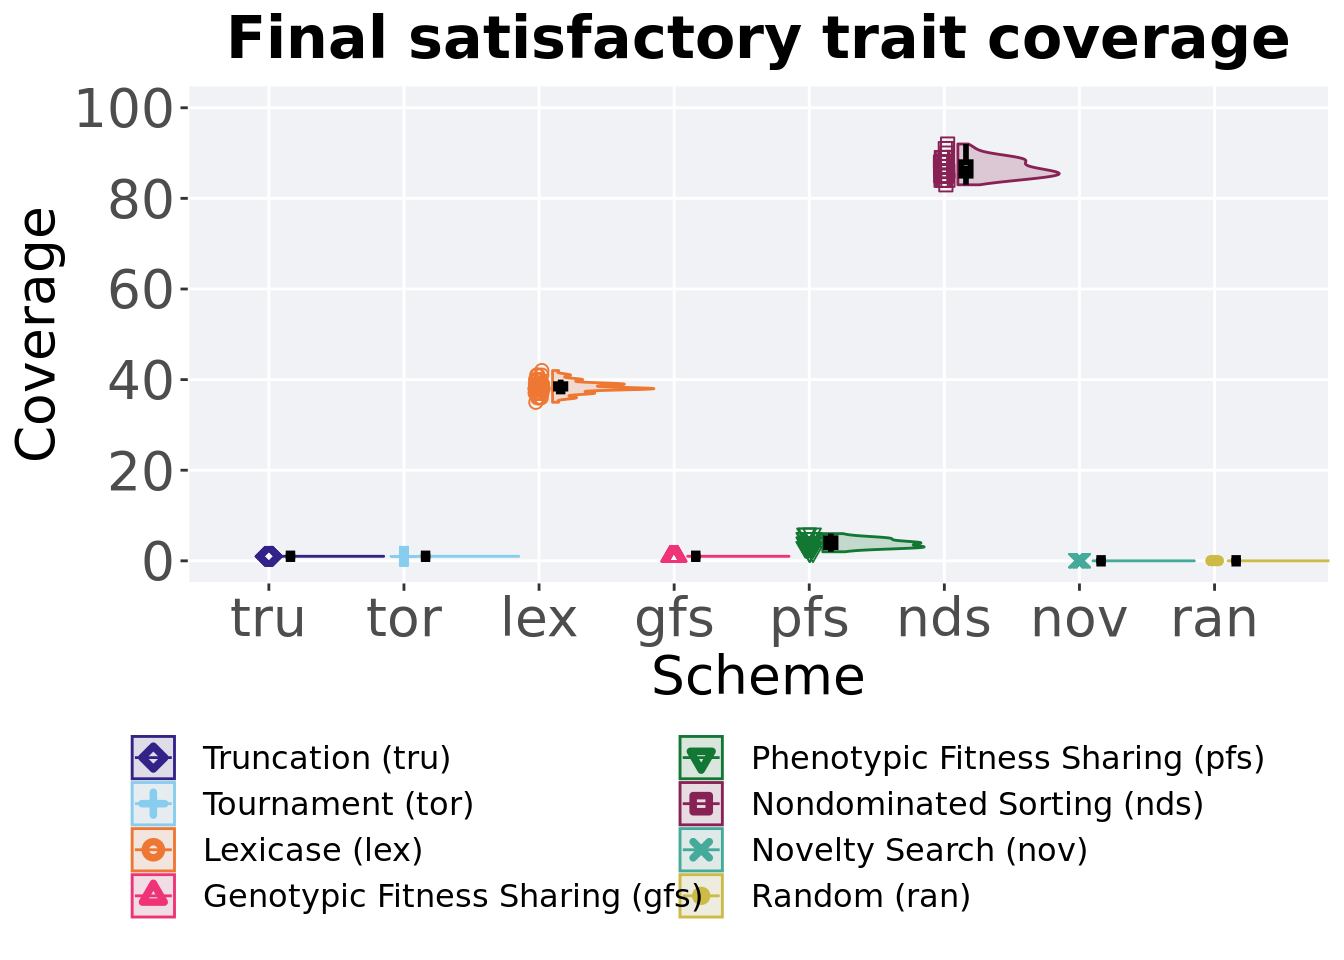 Final satisfactory trait coverage
Coverage
100
80
60
40
20
0
tru tor lex gfs pfs nds nov ran
Scheme
Truncation (tru)
Tournament (tor)
Lexicase (lex)
Genotypic Fitness Sharing (gfs)
Phenotypic Fitness Sharing (pfs)
Nondominated Sorting (nds)
Novelty Search (nov)
Random (ran)